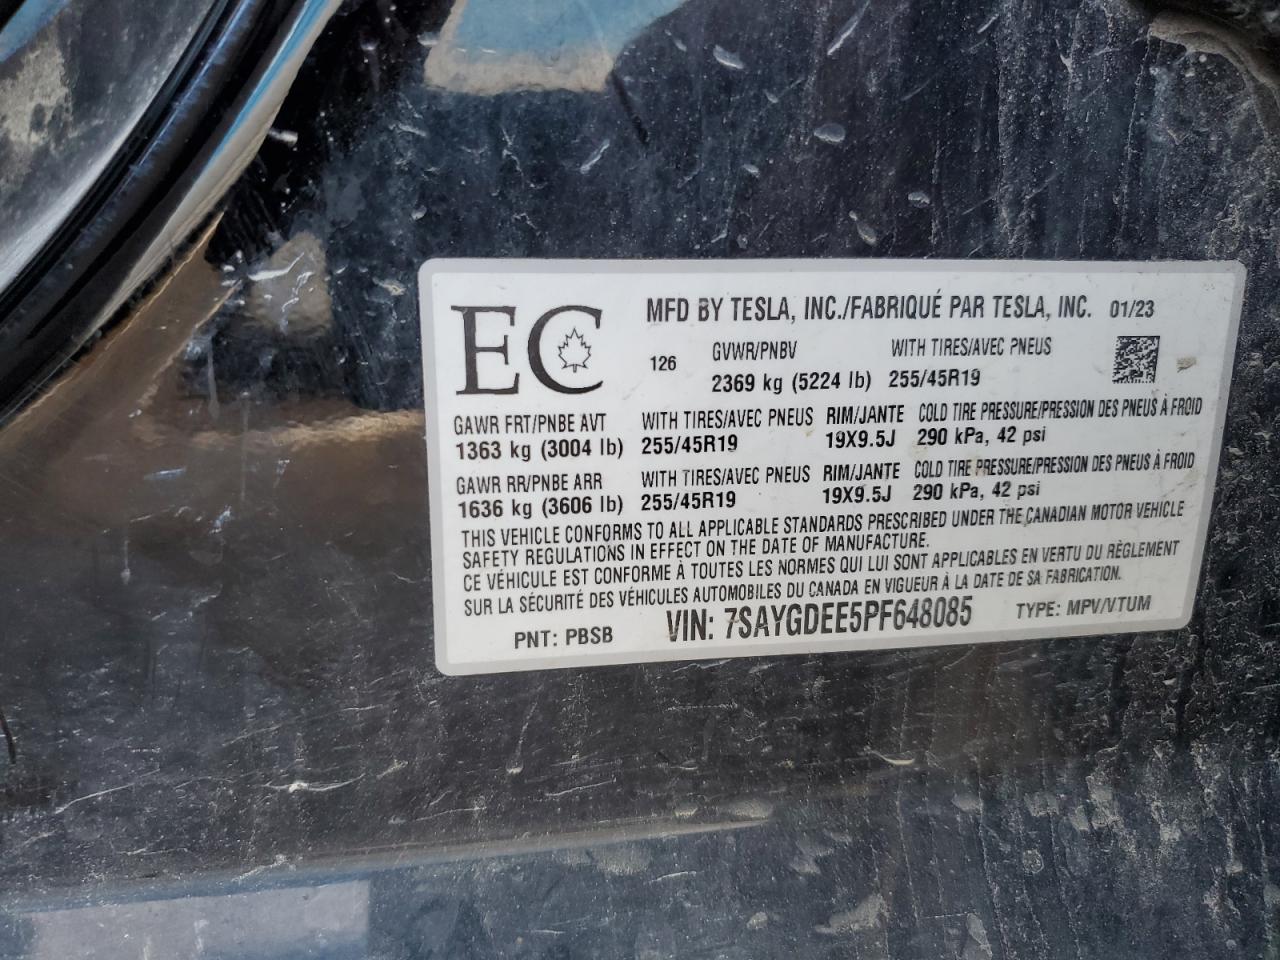 EC
MFD BY TESLA, INC./FABRIQUÉ PAR TESLA, INC. 01/23
126
GVWR/PNBV WITH TIRES/AVEC PNEUS
2369 kg (5224 lb) 255/45R19
GAWR FRT/PNBE AVT WITH TIRES/AVEC PNEUS RIM/JANTE COLD TIRE PRESSURE/PRESSION DES PNEUS À FROID
1363 kg (3004 lb) 255/45R19 19X9.5J 290 kPa, 42 psi
GAWR RR/PNBE ARR WITH TIRES/AVEC PNEUS RIM/JANTE COLD TIRE PRESSURE/PRESSION DES PNEUS À FROID
1636 kg (3606 lb) 255/45R19 19X9.5J 290 kPa, 42 psi
THIS VEHICLE CONFORMS TO ALL APPLICABLE STANDARDS PRESCRIBED UNDER THE CANADIAN MOTOR VEHICLE
SAFETY REGULATIONS IN EFFECT ON THE DATE OF MANUFACTURE.
CE VÉHICULE EST CONFORME À TOUTES LES NORMES QUI LUI SONT APPLICABLES EN VERTU DU RÈGLEMENT
SUR LA SÉCURITÉ DES VÉHICULES AUTOMOBILES DU CANADA EN VIGUEUR À LA DATE DE SA FABRICATION.
PNT: PBSB VIN: 7SAYGDEE5PF648085 TYPE: MPV/VTUM